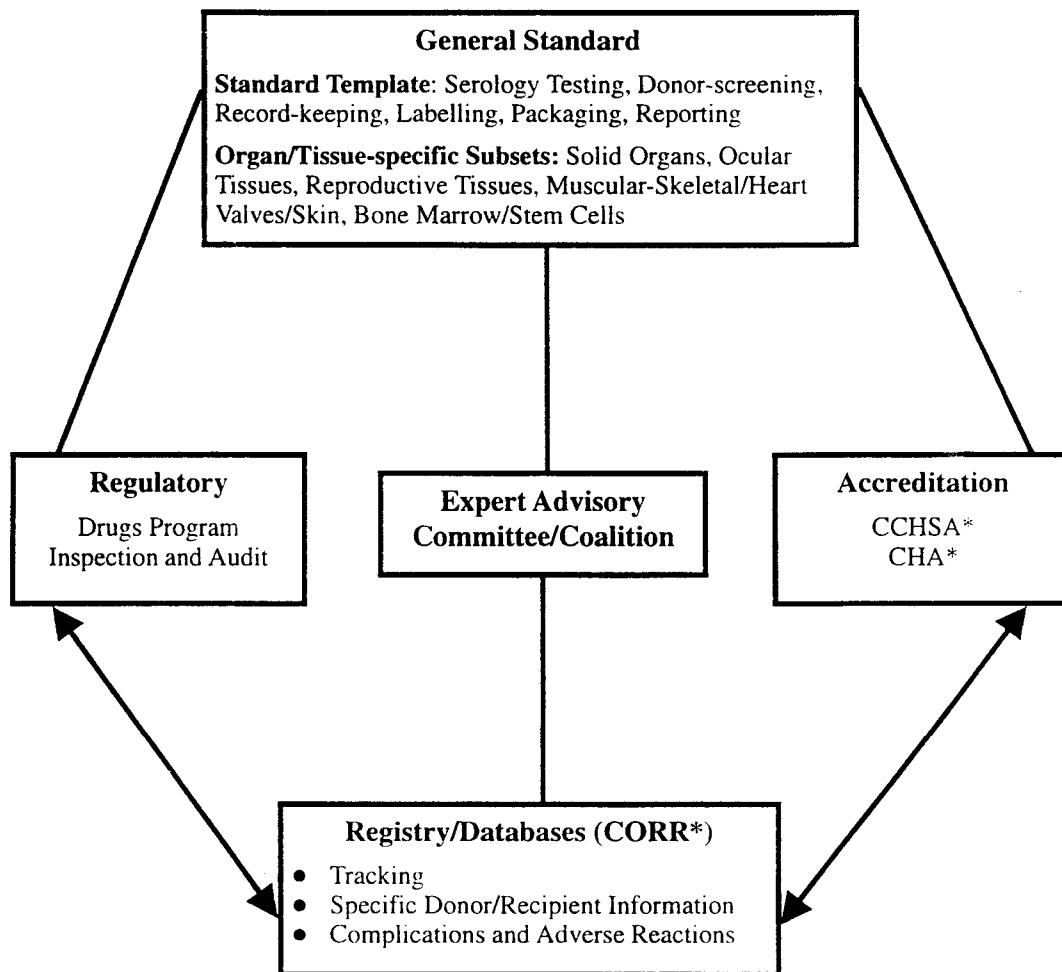 General Standard
Standard Template: Serology Testing, Donor-screening,
Record-keeping, Labelling, Packaging, Reporting
Organ/Tissue-specific Subsets: Solid Organs, Ocular
Tissues, Reproductive Tissues, Muscular-Skeletal/Heart
Valves/Skin, Bone Marrow/Stem Cells
Regulatory
Drugs Program
Inspection and Audit
Expert Advisory
Committee/Coalition
Accreditation
CCHSA*
CHA*
Registry/Databases (CORR*)
● Tracking
● Specific Donor/Recipient Information
● Complications and Adverse Reactions